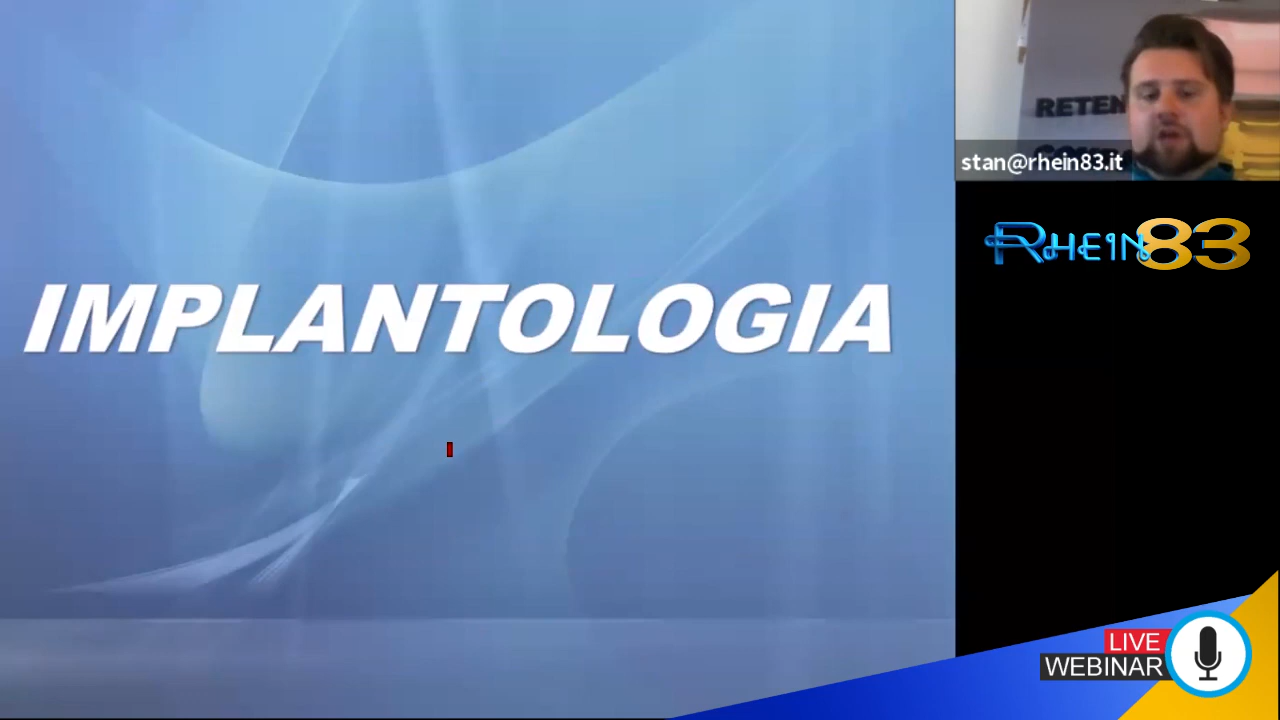 IMPLANTOLOGIA
RETEN
stan@rhein83.it
RHEIN83
LIVE
WEBINAR